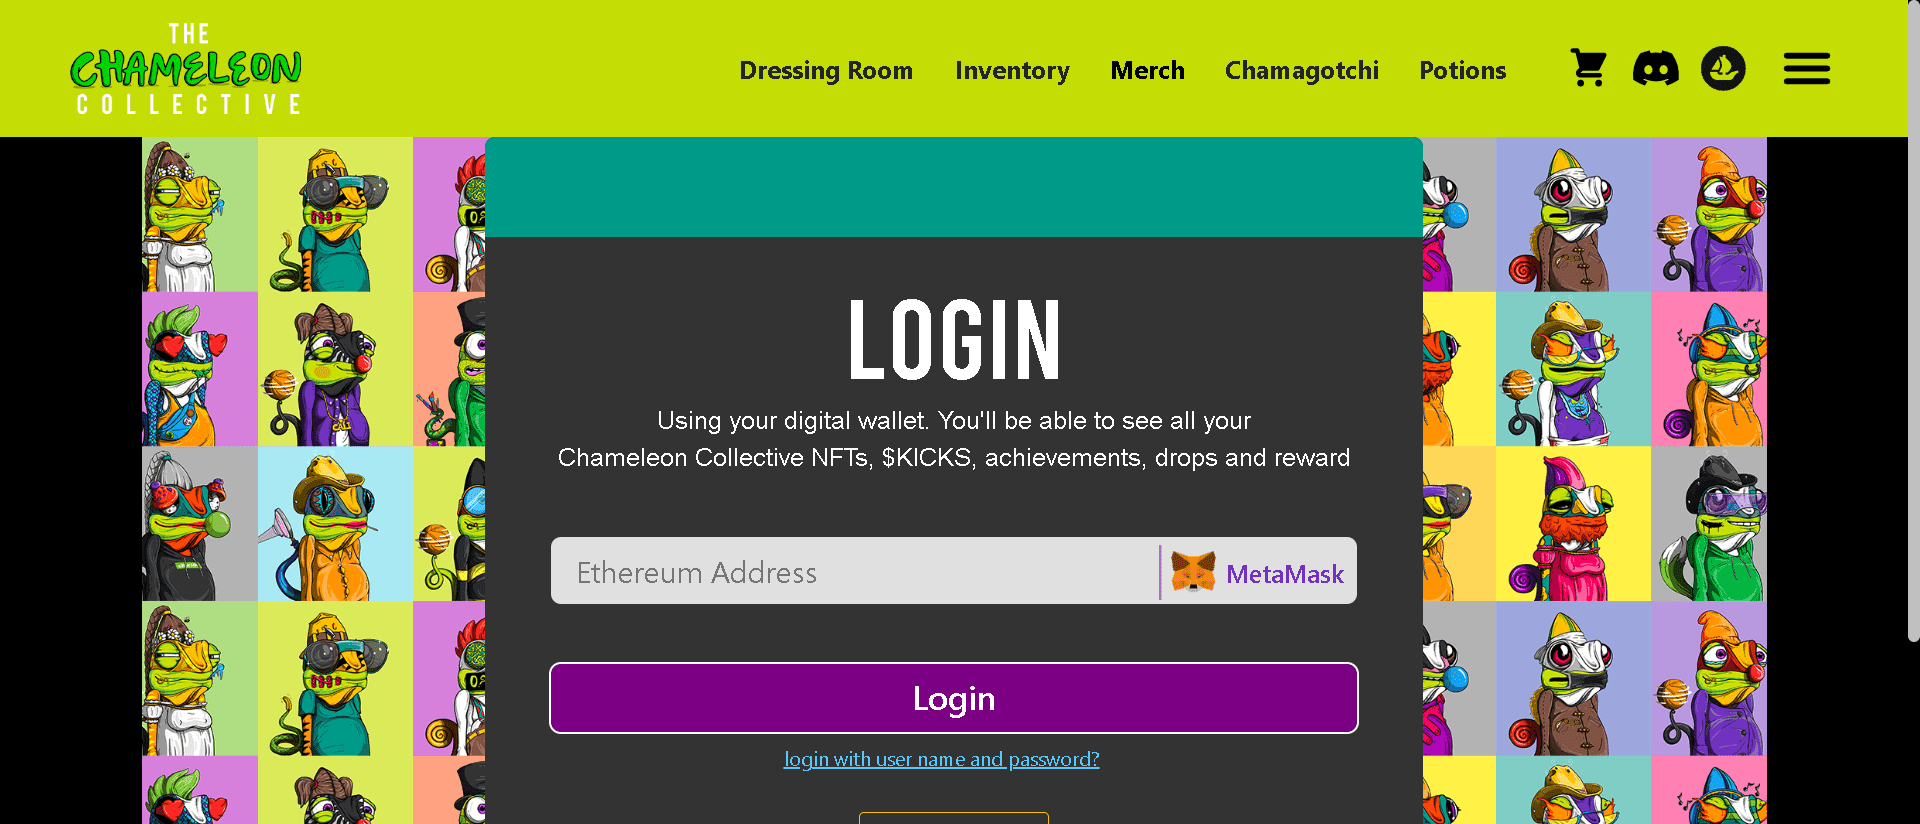 THE
CHAMELEON
COLLECTIVE
Dressing Room
Inventory
Merch
Chamagotchi
Potions
LOGIN
Using your digital wallet. You'll be able to see all your
Chameleon Collective NFTs, $KICKS, achievements, drops and reward
Ethereum Address
MetaMask
Login
login with user name and password?